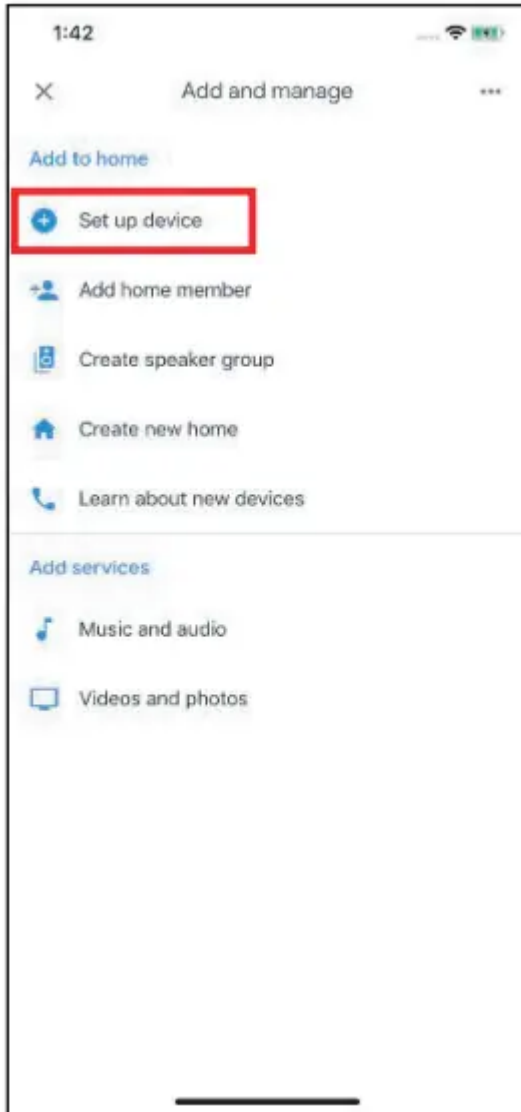 1:42
Add and manage
Add to home
Set up device
Add home member
Create speaker group
Create new home
Learn about new devices
Add services
Music and audio
Videos and photos